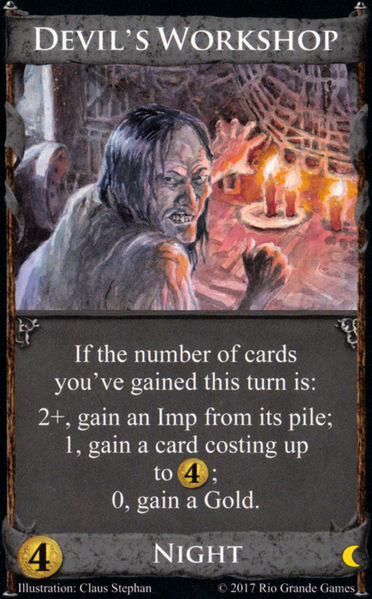 DEVIL'S WORKSHOP
If the number of cards
you've gained this turn is:
2+, gain an Imp from its pile;
1, gain a card costing up
to 4;
0, gain a Gold.
4 NIGHT
Illustration: Claus Stephan © 2017 Rio Grande Games